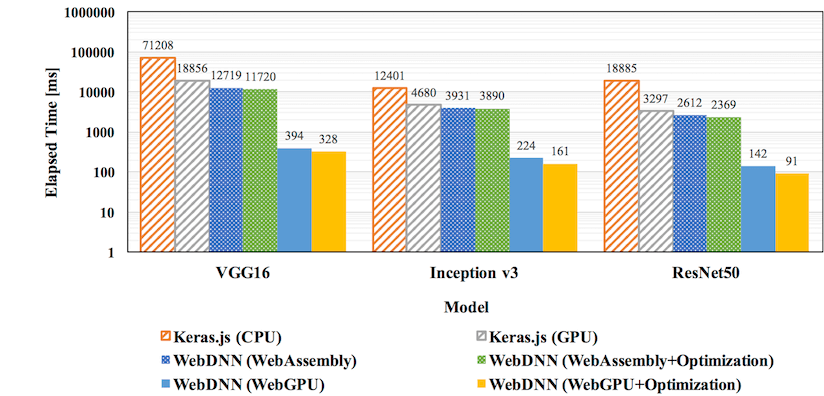 1000000
100000
10000
1000
100
10
1
Elapsed Time [ms]
71208
18856
12719
11720
394
328
12401
4680
3931
3890
224
161
18885
3297
2612
2369
142
91
VGG16
Inception v3
ResNet50
Model
Keras.js (CPU)
Keras.js (GPU)
WebDNN (WebAssembly)
WebDNN (WebAssembly+Optimization)
WebDNN (WebGPU)
WebDNN (WebGPU+Optimization)